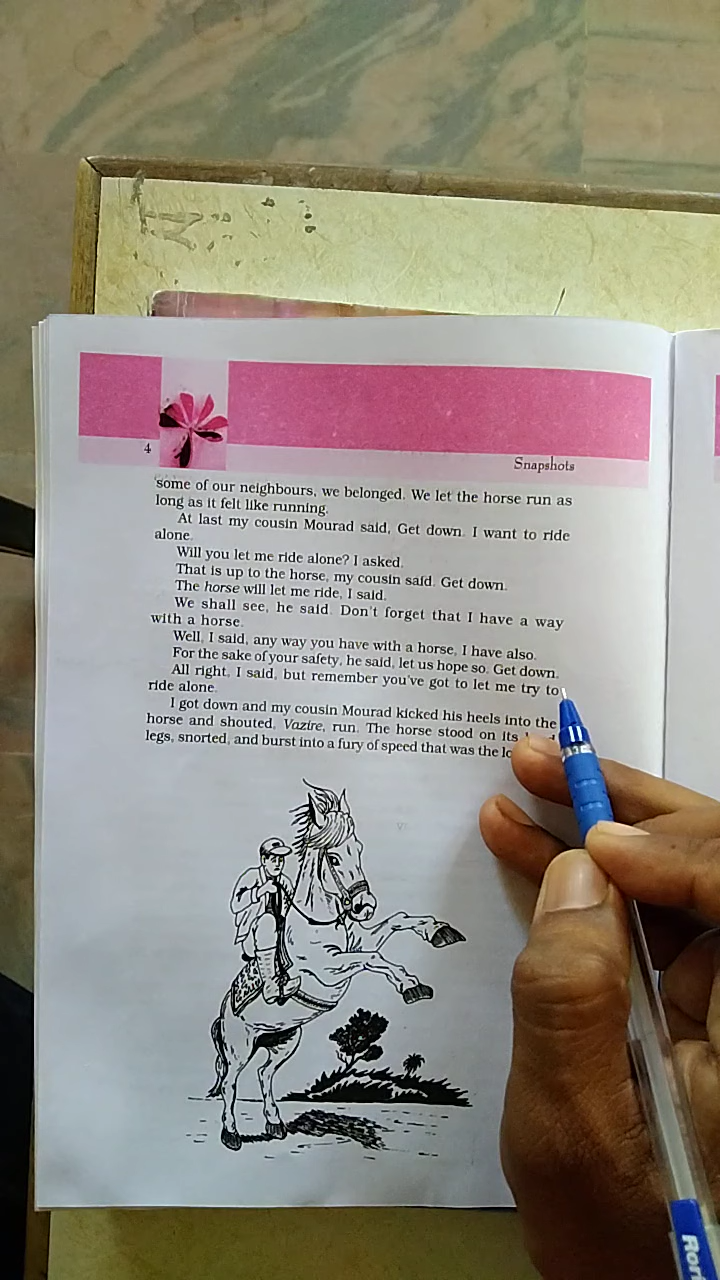 4
Snapshots
some of our neighbours, we belonged. We let the horse run as
long as it felt like running.
At last my cousin Mourad said, Get down. I want to ride
alone.
Will you let me ride alone? I asked.
That is up to the horse, my cousin said. Get down.
The horse will let me ride, I said.
We shall see, he said. Don't forget that I have a way
with a horse.
Well, I said, any way you have with a horse, I have also.
For the sake of your safety, he said, let us hope so. Get down.
All right, I said, but remember you've got to let me try to
ride alone.
I got down and my cousin Mourad kicked his heels into the
horse and shouted, Vazire, run. The horse stood on its
legs, snorted, and burst into a fury of speed that was the